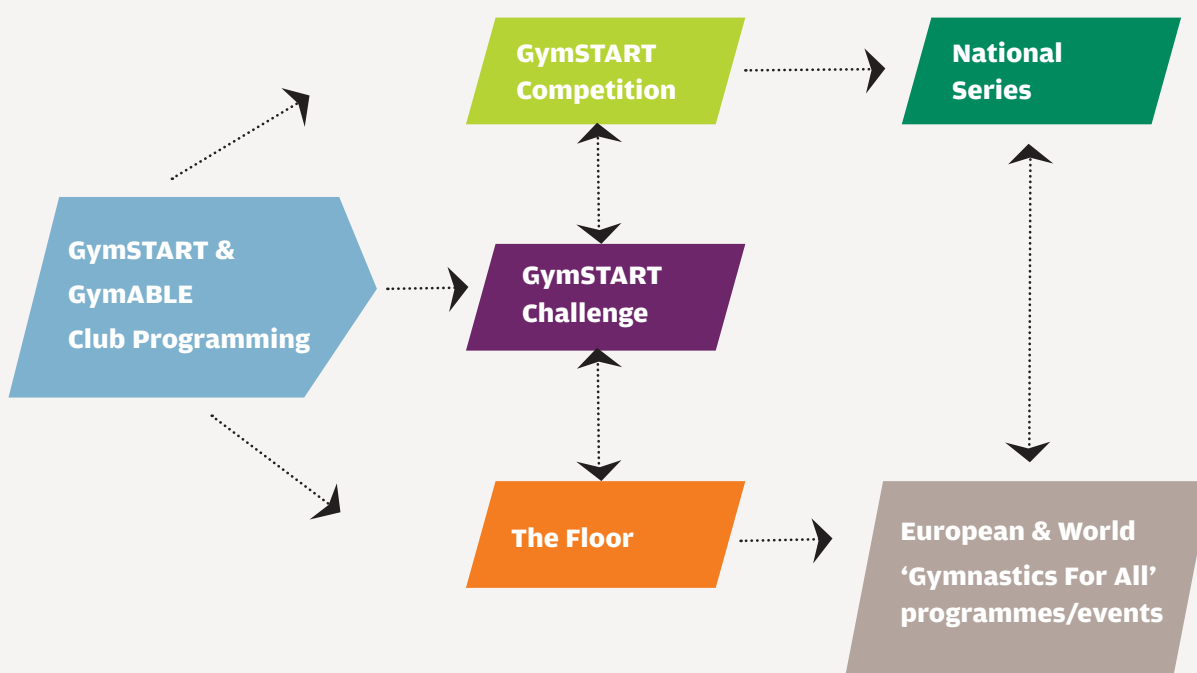 GymSTART
Competition
National
Series
GymSTART &
GymABLE
Club Programming
GymSTART
Challenge
The Floor
European & World
‘Gymnastics For All’
programmes/events